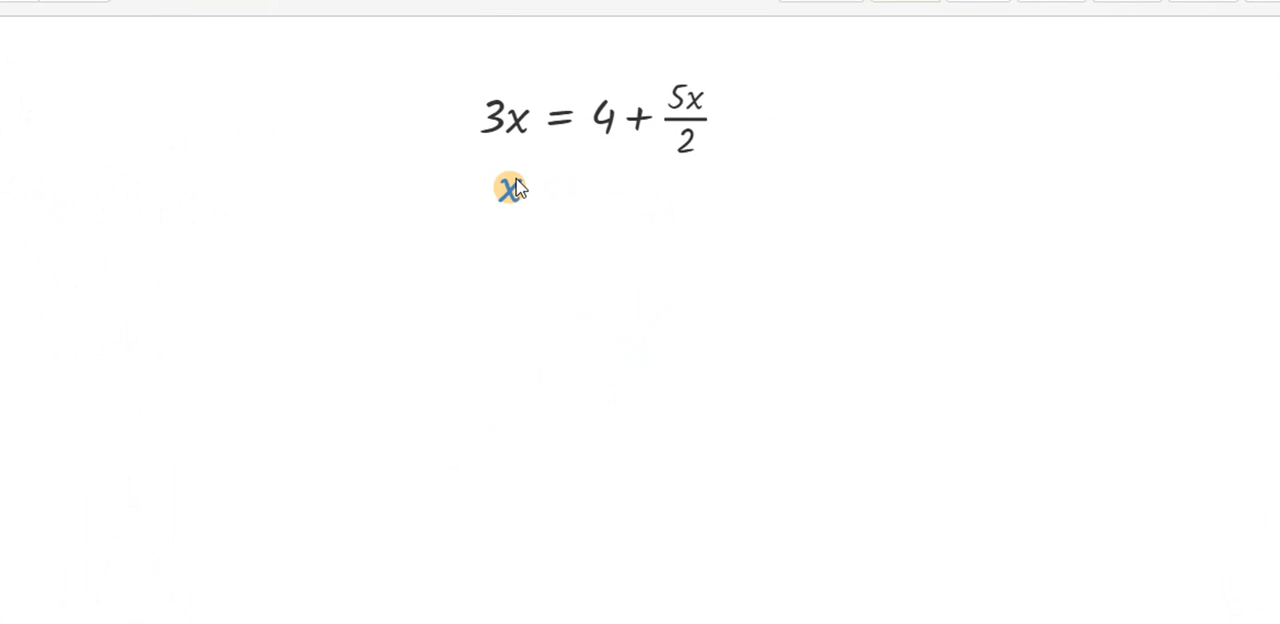 3x = 4 + 5x/2
x